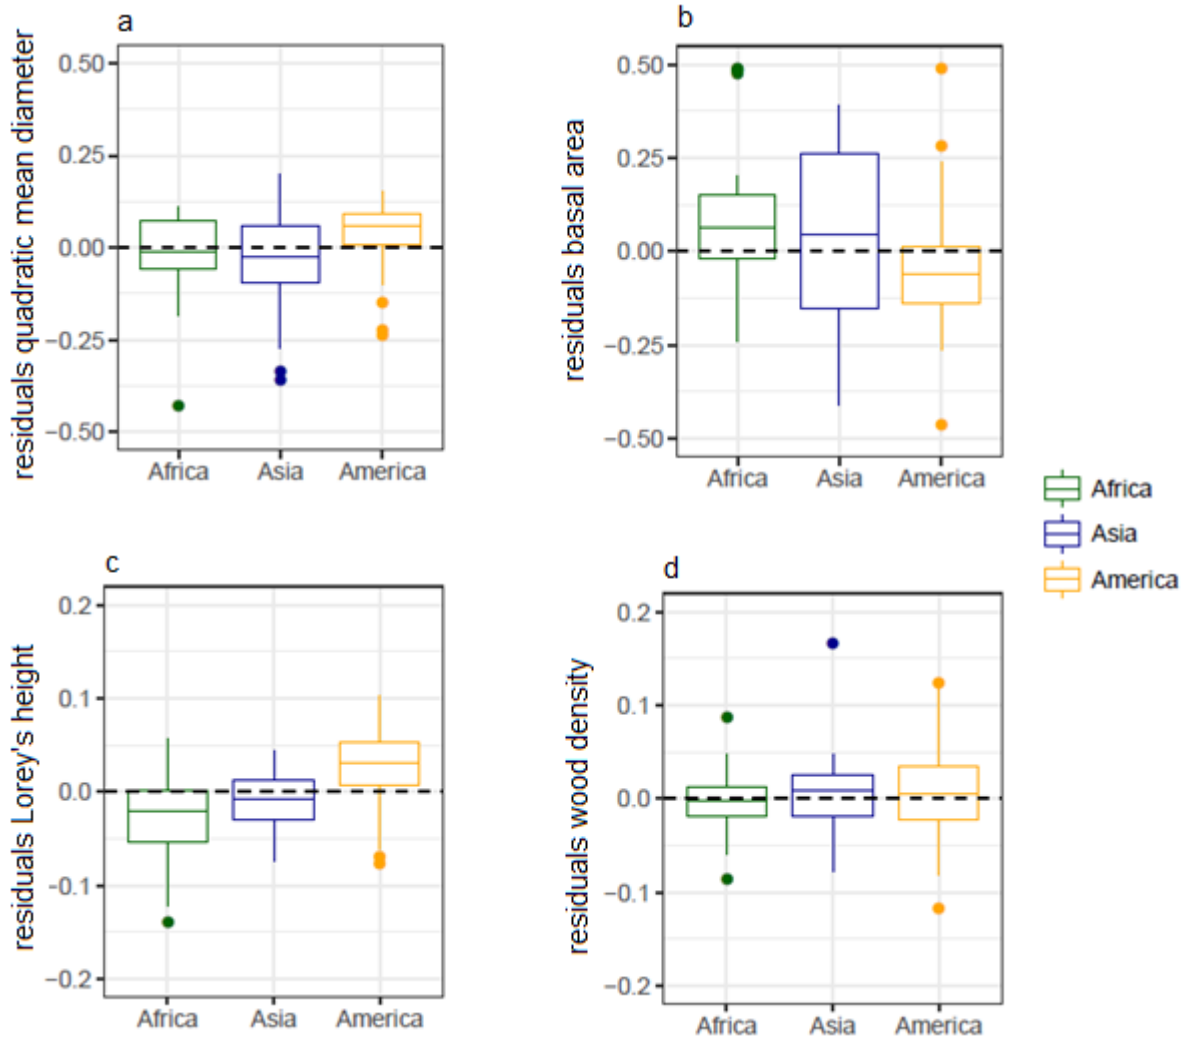 a
residuals quadratic mean diameter
0.50
0.25
0.00
−0.25
−0.50
Africa Asia America
b
residuals basal area
0.50
0.25
0.00
−0.25
−0.50
Africa Asia America
Africa
Asia
America
c
residuals Lorey's height
0.2
0.1
0.0
−0.1
−0.2
Africa Asia America
d
residuals wood density
0.2
0.1
0.0
−0.1
−0.2
Africa Asia America